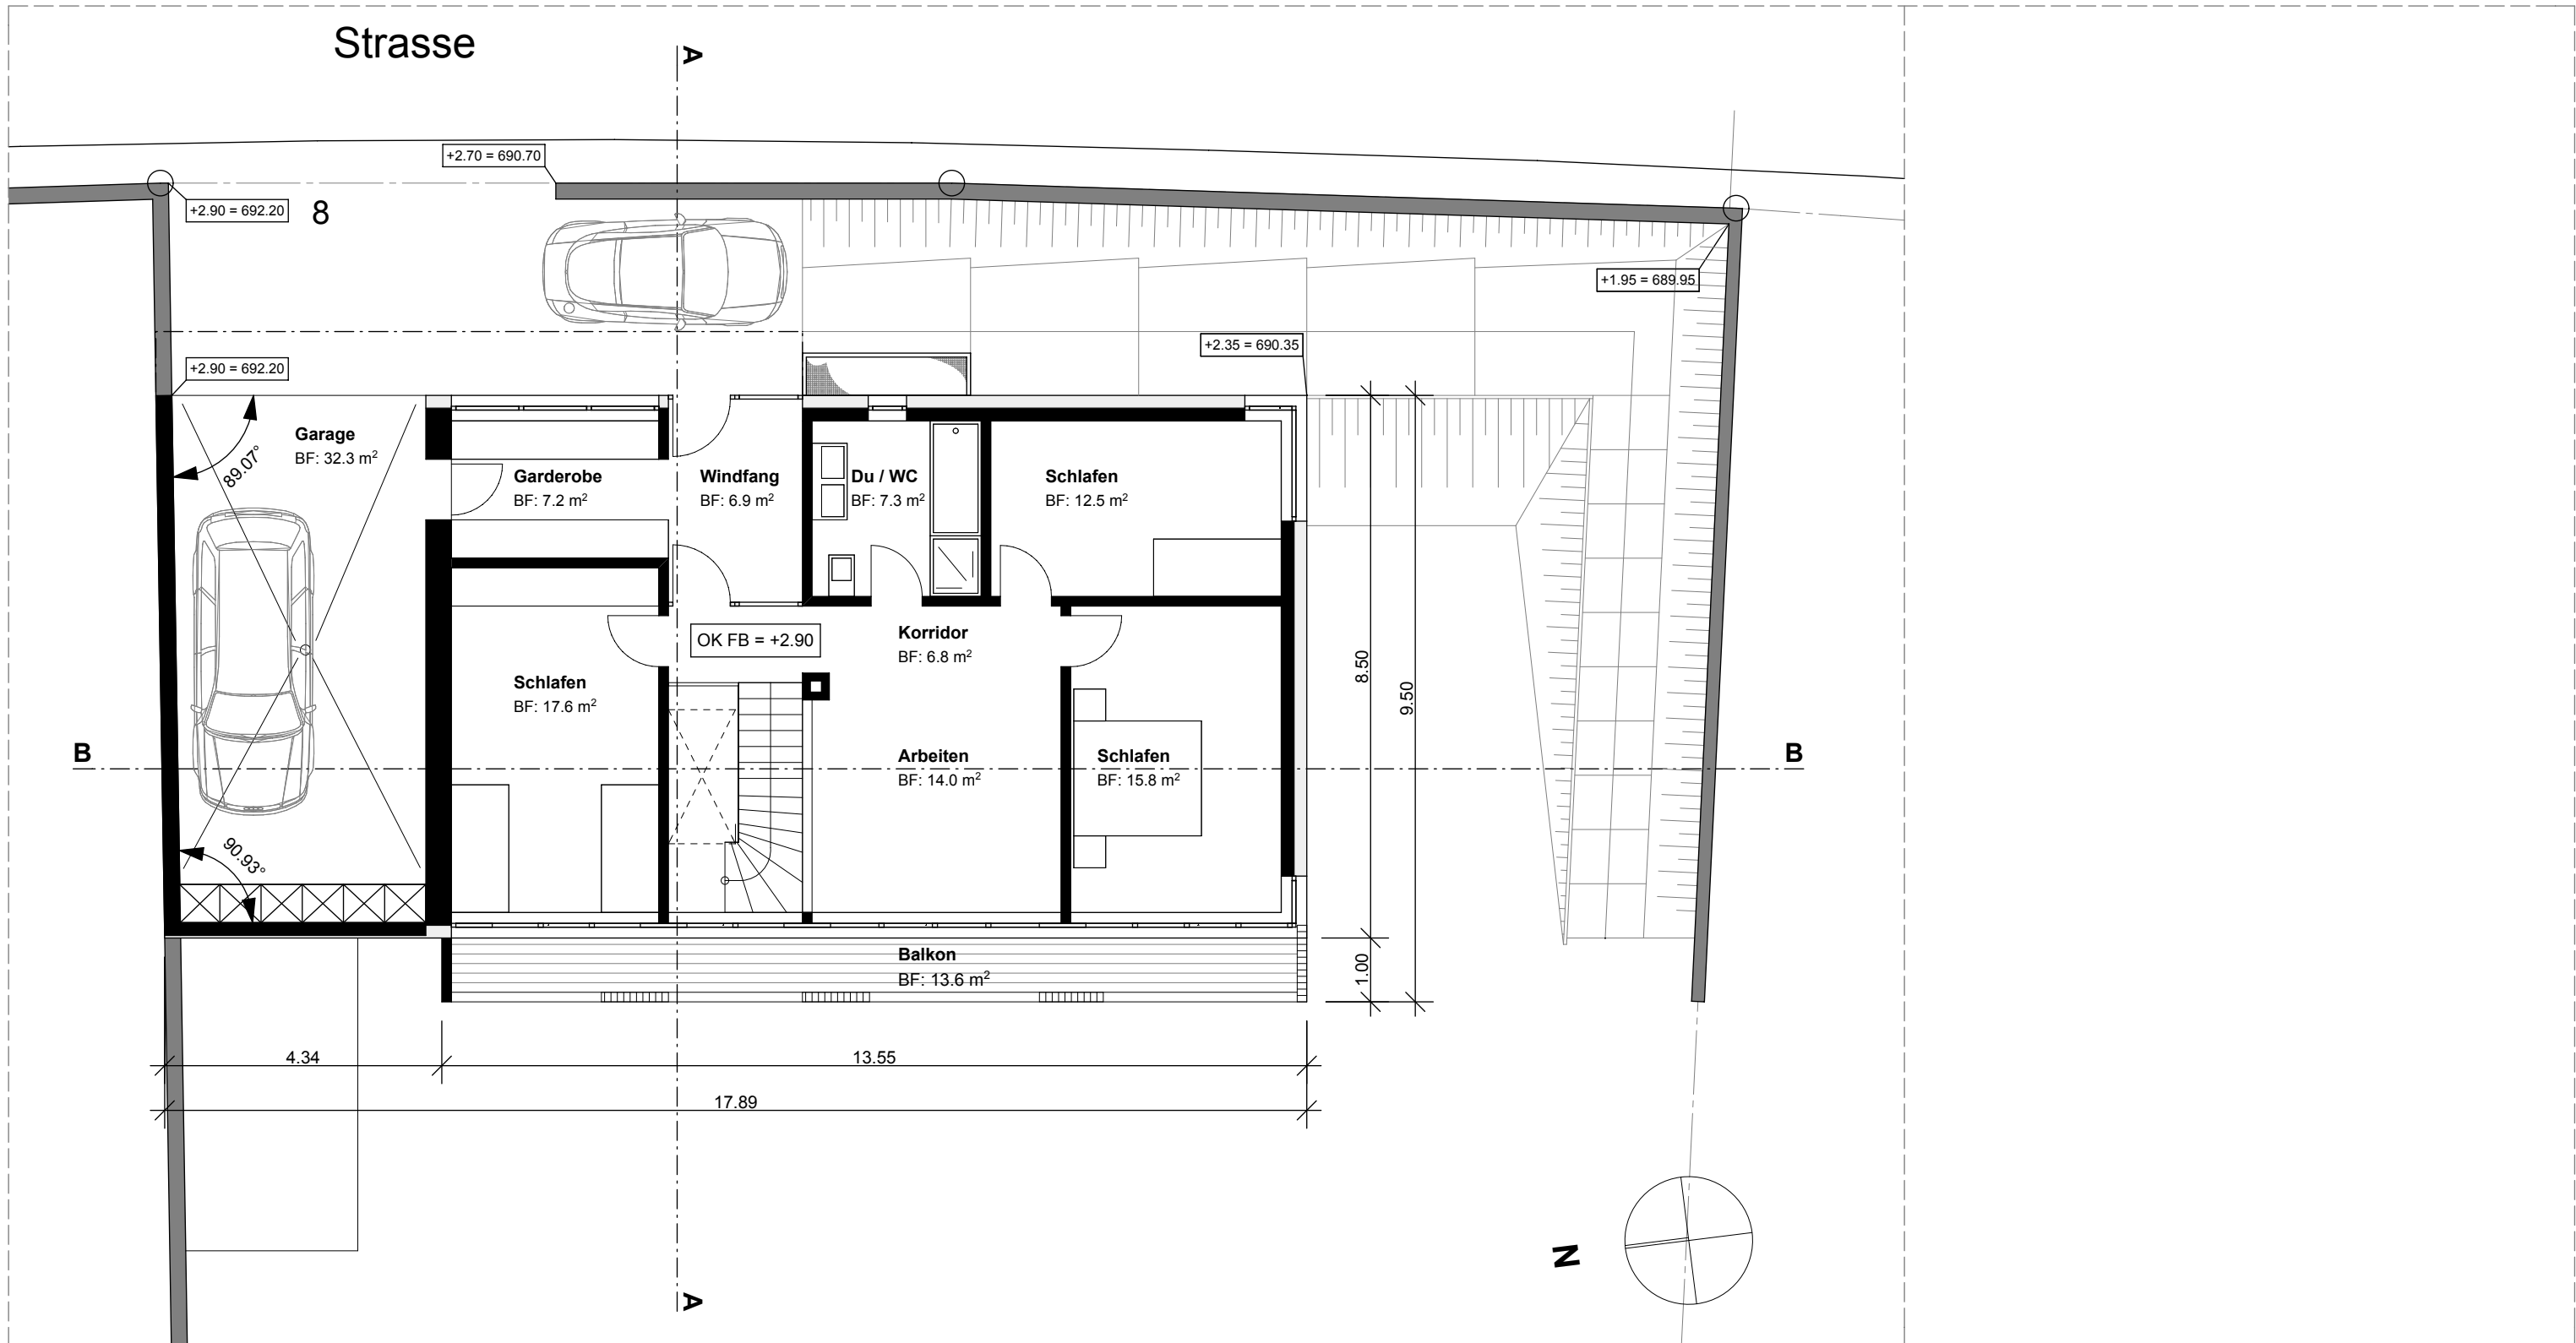 Strasse
A
+2.70 = 690.70
+2.90 = 692.20
8
+1.95 = 689.95
+2.35 = 690.35
+2.90 = 692.20
Garage
BF: 32.3 m²
89.07°
Garderobe
BF: 7.2 m²
Windfang
BF: 6.9 m²
Du / WC
BF: 7.3 m²
Schlafen
BF: 12.5 m²
OK FB = +2.90
Korridor
BF: 6.8 m²
Schlafen
BF: 17.6 m²
8.50
9.50
B
Arbeiten
BF: 14.0 m²
Schlafen
BF: 15.8 m²
B
90.93°
Balkon
BF: 13.6 m²
1.00
4.34
13.55
17.89
N
A